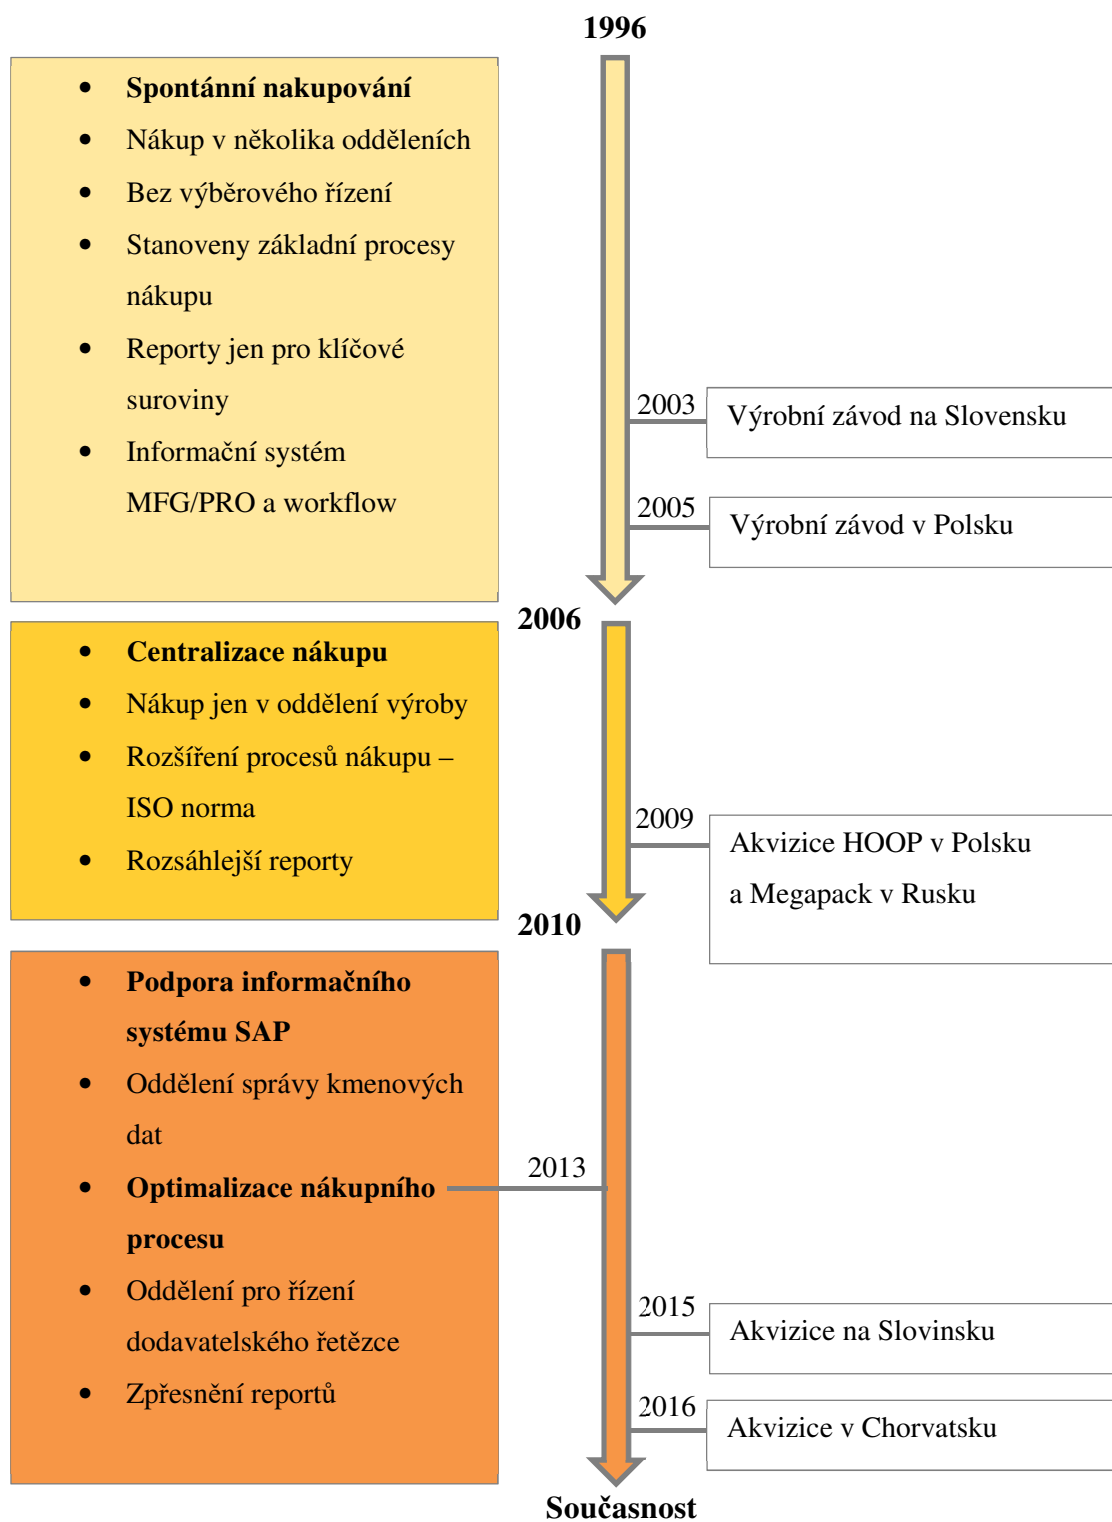 1996
• Spontánní nakupování
• Nákup v několika odděleních
• Bez výběrového řízení
• Stanoveny základní procesy
nákupu
• Reporty jen pro klíčové
suroviny
• Informační systém
MFG/PRO a workflow
2003
Výrobní závod na Slovensku
2005
Výrobní závod v Polsku
2006
• Centralizace nákupu
• Nákup jen v oddělení výroby
• Rozšíření procesů nákupu –
ISO norma
• Rozsáhlejší reporty
2009
Akvizice HOOP v Polsku
a Megapack v Rusku
2010
• Podpora informačního
systému SAP
• Oddělení správy kmenových
dat
• Optimalizace nákupního
procesu
• Oddělení pro řízení
dodavatelského řetězce
• Zpřesnění reportů
2013
2015
Akvizice na Slovinsku
2016
Akvizice v Chorvatsku
Současnost